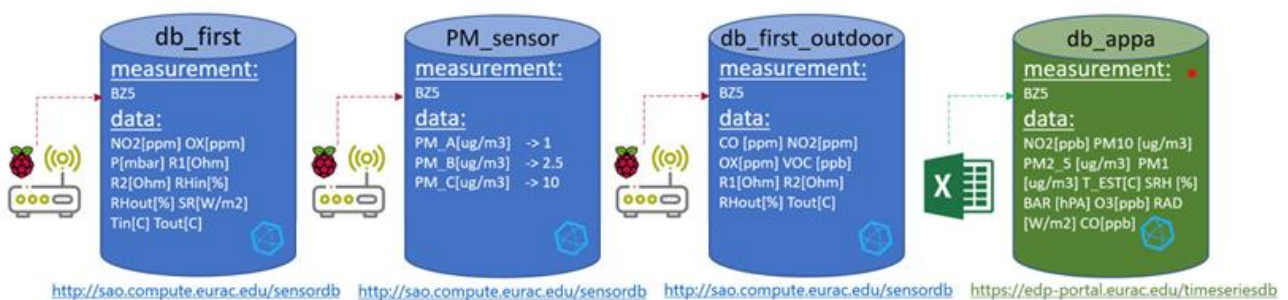 db_first
measurement:
BZ5
data:
NO2[ppm] OX[ppm]
P[mbar] R1[Ohm]
R2[Ohm] RHin[%]
RHout[%] SR[W/m2]
Tin[C] Tout[C]
http://sao.compute.eurac.edu/sensordb
PM_sensor
measurement:
BZ5
data:
PM_A[ug/m3] -> 1
PM_B[ug/m3] -> 2.5
PM_C[ug/m3] -> 10
http://sao.compute.eurac.edu/sensordb
db_first_outdoor
measurement:
BZ5
data:
CO [ppm] NO2[ppm]
OX[ppm] VOC [ppb]
R1[Ohm] R2[Ohm]
RHout[%] Tout[C]
http://sao.compute.eurac.edu/sensordb
X
db_appa
measurement:
BZ5
data:
NO2[ppb] PM10 [ug/m3]
PM2_5 [ug/m3] PM1
[ug/m3] T_EST[C] SRH [%]
BAR [hPA] O3[ppb] RAD
[W/m2] CO[ppb]
https://edp-portal.eurac.edu/timeseriesdb